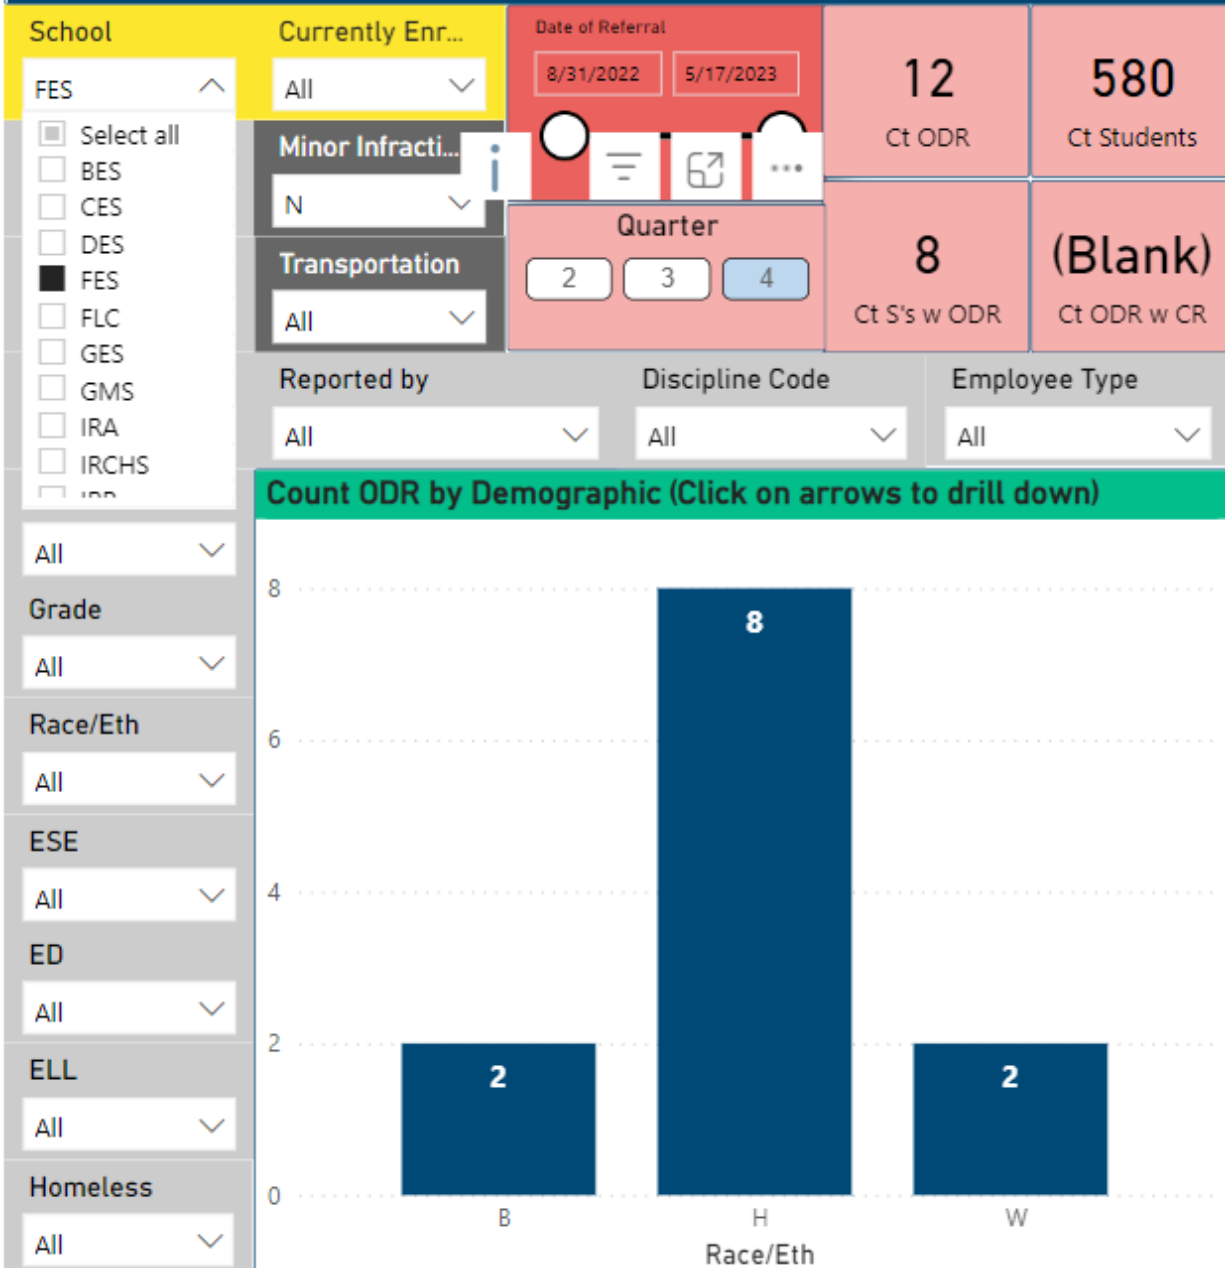 School
FES
Select all
BES
CES
DES
FES
FLC
GES
GMS
IRA
IRCHS
Currently Enr...
All
Minor Infracti...
N
Transportation
All
Date of Referral
8/31/2022 5/17/2023
Quarter
2 3 4
12
Ct ODR
580
Ct Students
8
Ct S's w ODR
(Blank)
Ct ODR w CR
Reported by
All
Discipline Code
All
Employee Type
All
All
Grade
All
Race/Eth
All
ESE
All
ED
All
ELL
All
Homeless
All
Count ODR by Demographic (Click on arrows to drill down)
8
6
4
2
0
2
8
2
B H W
Race/Eth